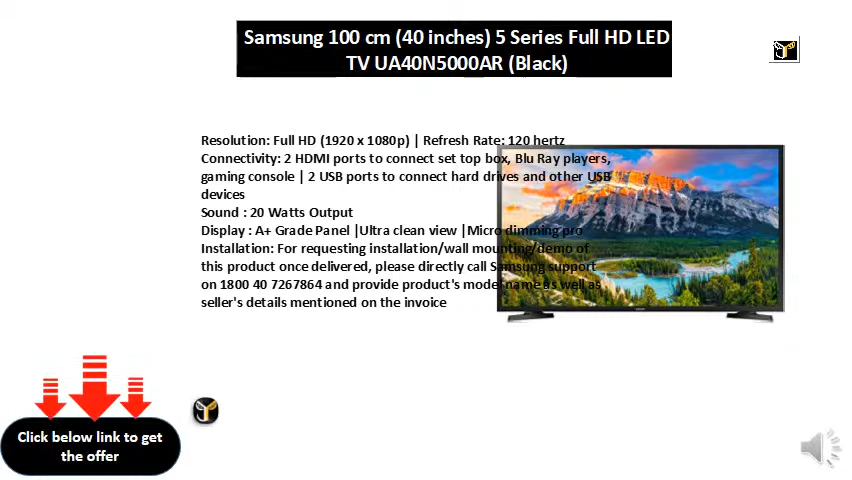 Samsung 100 cm (40 inches) 5 Series Full HD LED
TV UA40N5000AR (Black)
Resolution: Full HD (1920 x 1080p) | Refresh Rate: 120 hertz
Connectivity: 2 HDMI ports to connect set top box, Blu Ray players,
gaming console | 2 USB ports to connect hard drives and other USB
devices
Sound : 20 Watts Output
Display : A+ Grade Panel |Ultra clean view |Micro dimming pro
Installation: For requesting installation/wall mounting/demo of
this product once delivered, please directly call Samsung support
on 1800 40 7267864 and provide product's model name as well as
seller's details mentioned on the invoice
Click below link to get
the offer